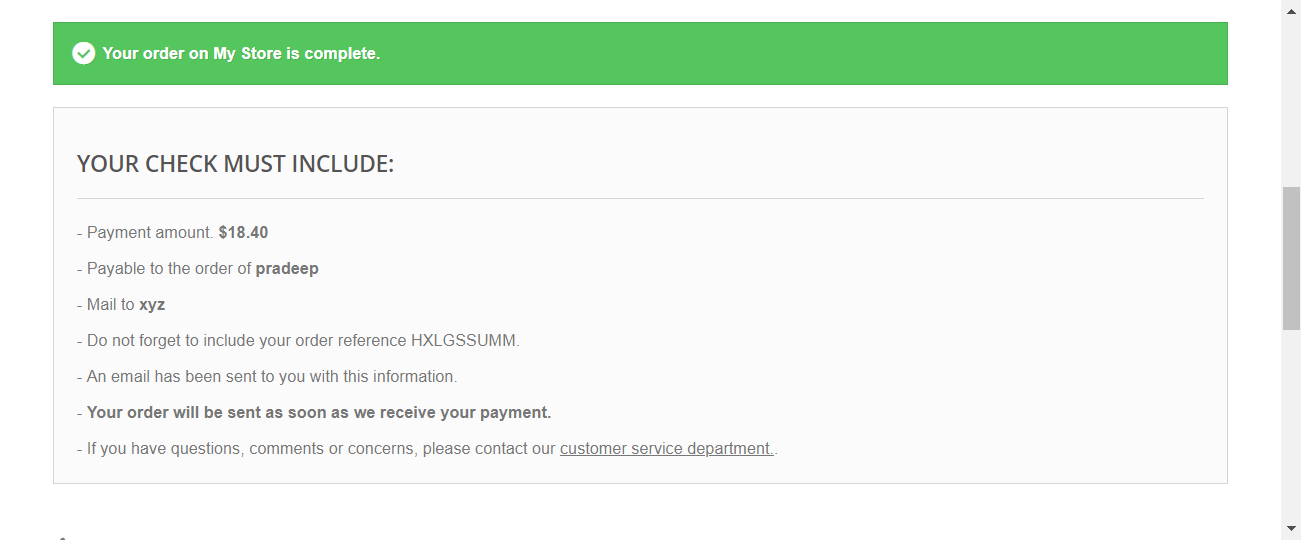 Your order on My Store is complete.
YOUR CHECK MUST INCLUDE:
- Payment amount. $18.40
- Payable to the order of pradeep
- Mail to xyz
- Do not forget to include your order reference HXLGSSUMM.
- An email has been sent to you with this information.
- Your order will be sent as soon as we receive your payment.
- If you have questions, comments or concerns, please contact our customer service department..